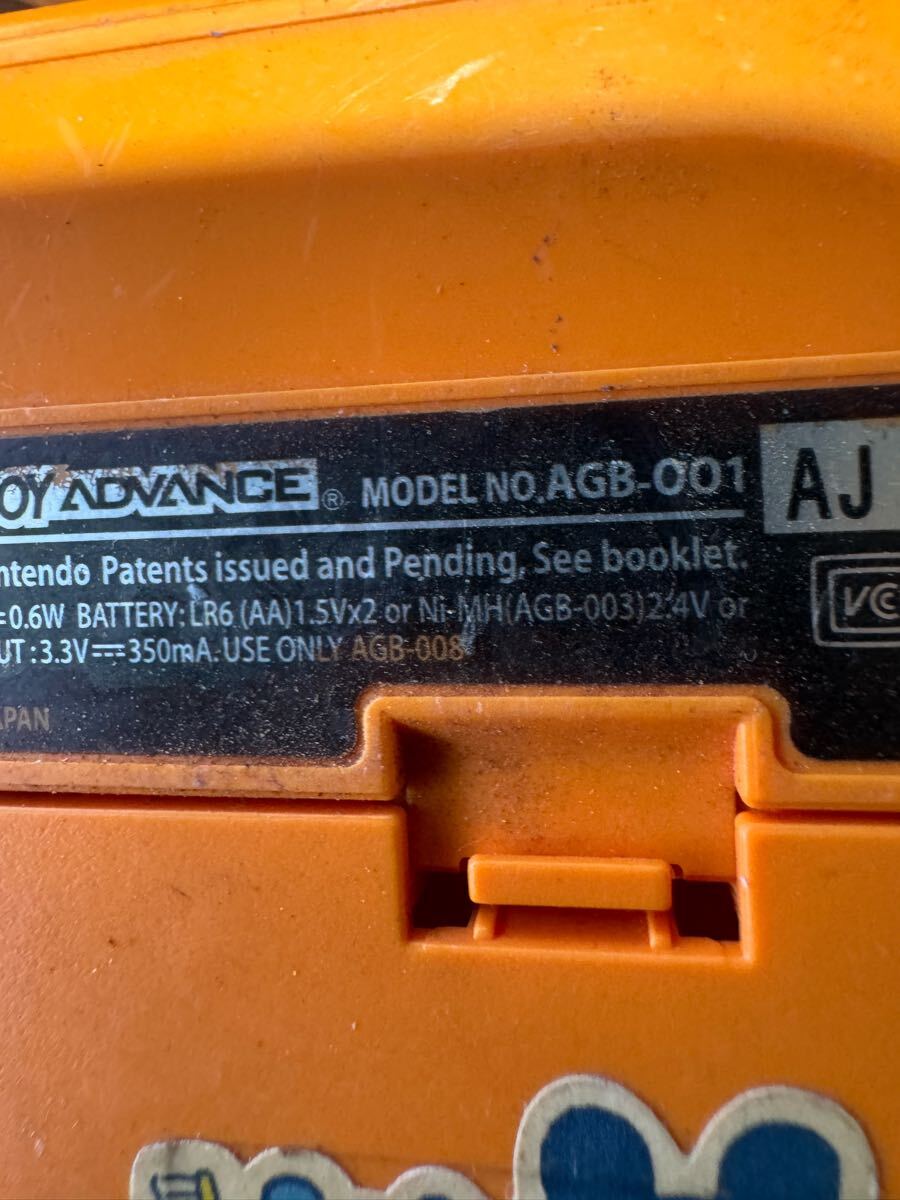 OY ADVANCE® MODEL NO.AGB-001 AJ
ntendo Patents issued and Pending, See booklet.
=0.6W BATTERY: LR6 (AA)1.5Vx2 or Ni-MH(AGB-003)2.4V or
UT :3.3V⎓350mA. USE ONLY AGB-008
APAN
VC